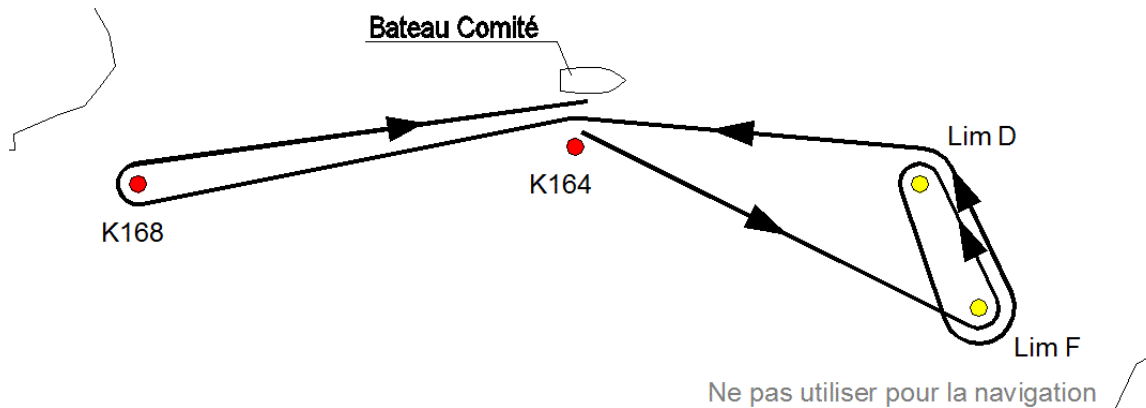 Bateau Comité
Lim D
K164
K168
Lim F
Ne pas utiliser pour la navigation